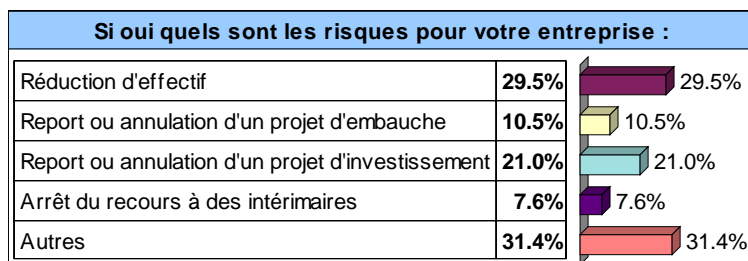 Si oui quels sont les risques pour votre entreprise :
Réduction d'effectif 29.5% 29.5%
Report ou annulation d'un projet d'embauche 10.5% 10.5%
Report ou annulation d'un projet d'investissement 21.0% 21.0%
Arrêt du recours à des intérimaires 7.6% 7.6%
Autres 31.4% 31.4%